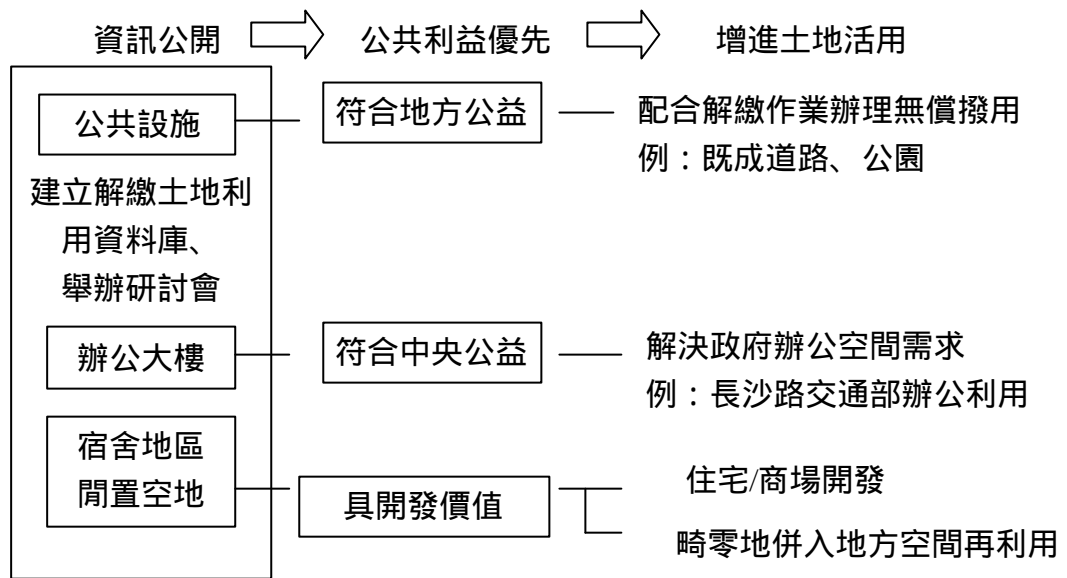 資訊公開
公共利益優先
增進土地活用
公共設施
符合地方公益
配合解繳作業辦理無償撥用
例：既成道路、公園
建立解繳土地利
用資料庫、
舉辦研討會
辦公大樓
符合中央公益
解決政府辦公空間需求
例：長沙路交通部辦公利用
宿舍地區
閒置空地
具開發價值
住宅/商場開發
畸零地併入地方空間再利用